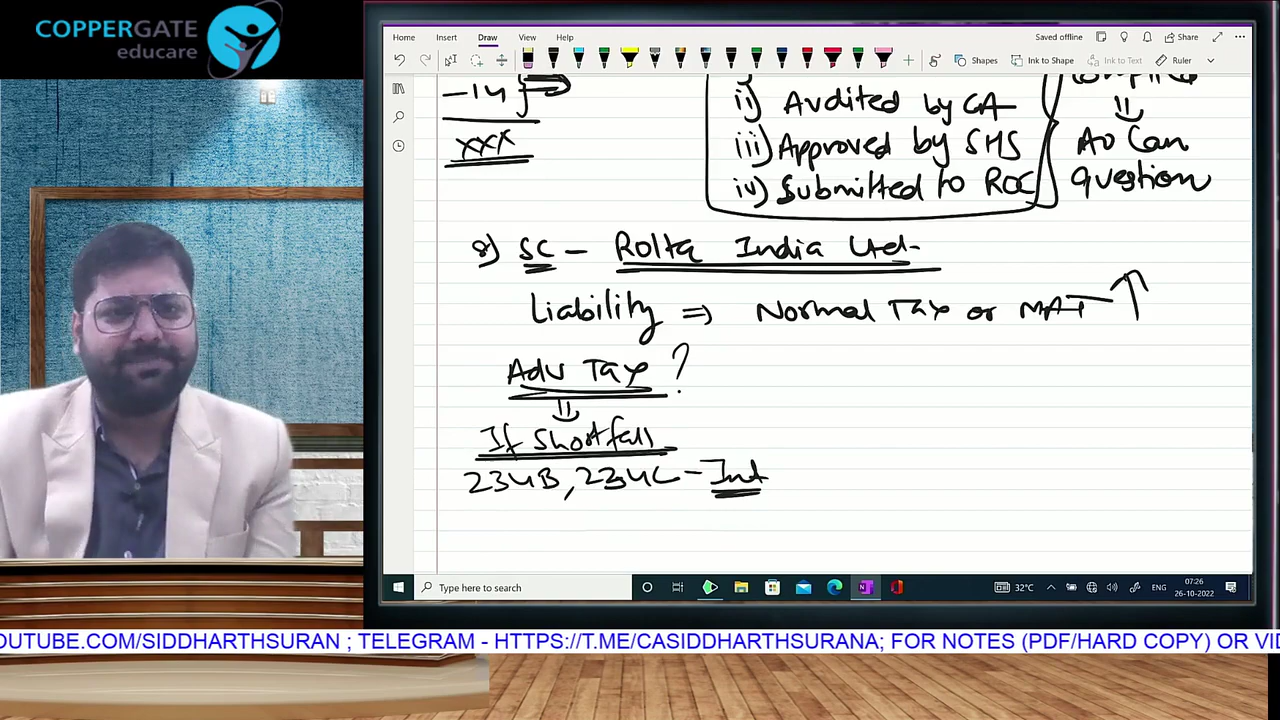 COPPERGATE
educare
Home Insert Draw View Help
Saved offline Share
Shapes Ink to Shape Ink to Text Ruler
-14
XXX
ii) Audited by CA
iii) Approved by SHS
iv) Submitted to ROC
AO Can
question
8) SC - Rolta India Ltd.
Liability ⇒ Normal Tax or MAT ↑
Adv Tax ?
If Shortfall
234B, 234C - Int
Type here to search
32°C ENG
07:26
26-10-2022
OUTUBE.COM/SIDDHARTHSURAN ; TELEGRAM - HTTPS://T.ME/CASIDDHARTHSURANA; FOR NOTES (PDF/HARD COPY) OR VI